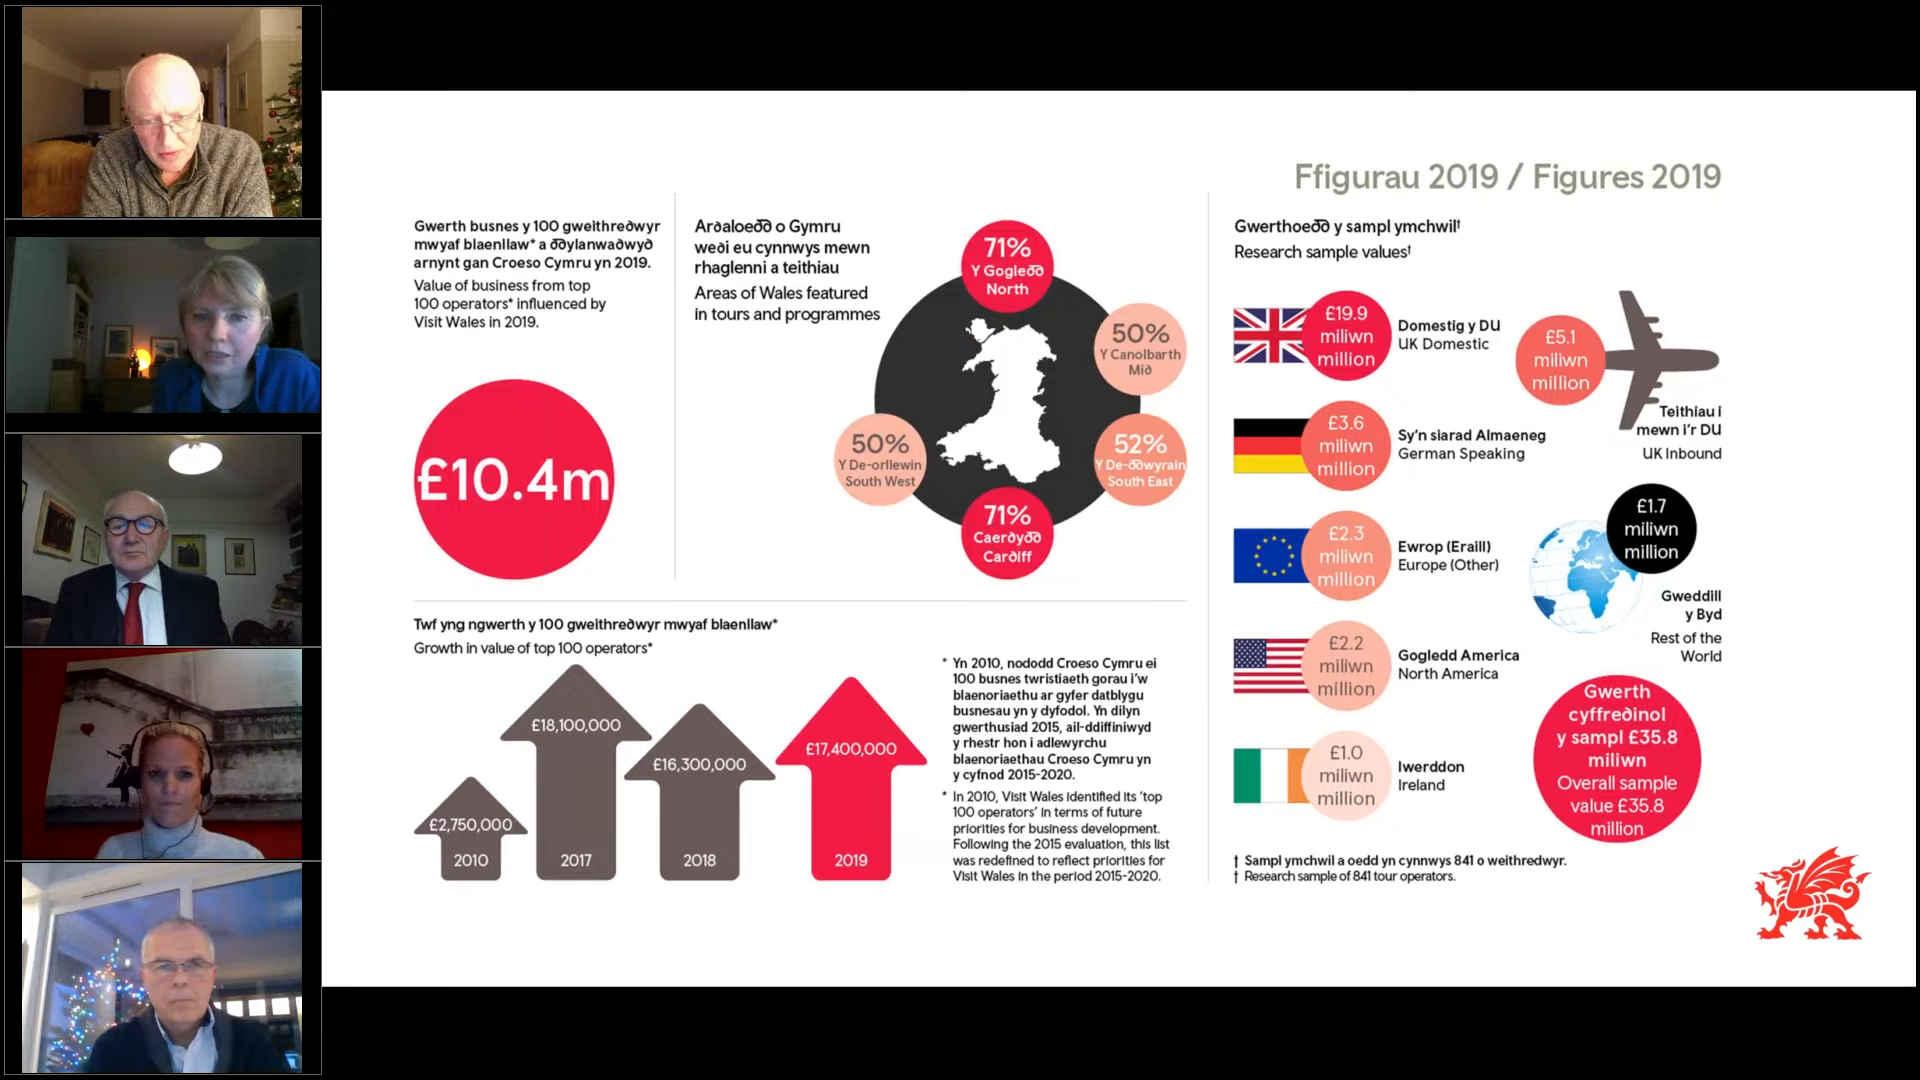 Ffigurau 2019 / Figures 2019
Gwerth busnes y 100 gweithreðwyr
mwyaf blaenllaw* a ððylanwaðwyð
arnynt gan Croeso Cymru yn 2019.
Value of business from top
100 operators* influenced by
Visit Wales in 2019.
£10.4m
Arðaloeðð o Gymru
weði eu cynnwys mewn
rhaglenni a teithiau
Areas of Wales featured
in tours and programmes
71%
Y Gogleðð
North
50%
Y Canolbarth
Mið
50%
Y De-orllewin
South West
52%
Y De-ððwyrain
South East
71%
Caerðyðð
Carðiff
Twf yng ngwerth y 100 gweithreðwyr mwyaf blaenllaw*
Growth in value of top 100 operators*
£2,750,000
2010
£18,100,000
2017
£16,300,000
2018
£17,400,000
2019
* Yn 2010, nododd Croeso Cymru ei
100 busnes twristiaeth gorau i'w
blaenoriaethu ar gyfer datblygu
busnesau yn y dyfodol. Yn dilyn
gwerthusiad 2015, ail-ddiffiniwyd
y rhestr hon i adlewyrchu
blaenoriaethau Croeso Cymru yn
y cyfnod 2015-2020.
* In 2010, Visit Wales identified its 'top
100 operators' in terms of future
priorities for business development.
Following the 2015 evaluation, this list
was redefined to reflect priorities for
Visit Wales in the period 2015-2020.
Gwerthoeðð y sampl ymchwil†
Research sample values†
£19.9
miliwn
million
Domestig y DU
UK Domestic
£5.1
miliwn
million
Teithiau i
mewn i'r DU
UK Inbound
£3.6
miliwn
million
Sy'n siarad Almaeneg
German Speaking
£2.3
miliwn
million
Ewrop (Eraill)
Europe (Other)
£1.7
miliwn
million
Gweddill
y Byd
Rest of the
World
£2.2
miliwn
million
Gogledd America
North America
£1.0
miliwn
million
Iwerddon
Ireland
Gwerth
cyffreðinol
y sampl £35.8
miliwn
Overall sample
value £35.8
million
† Sampl ymchwil a oedd yn cynnwys 841 o weithredwyr.
† Research sample of 841 tour operators.